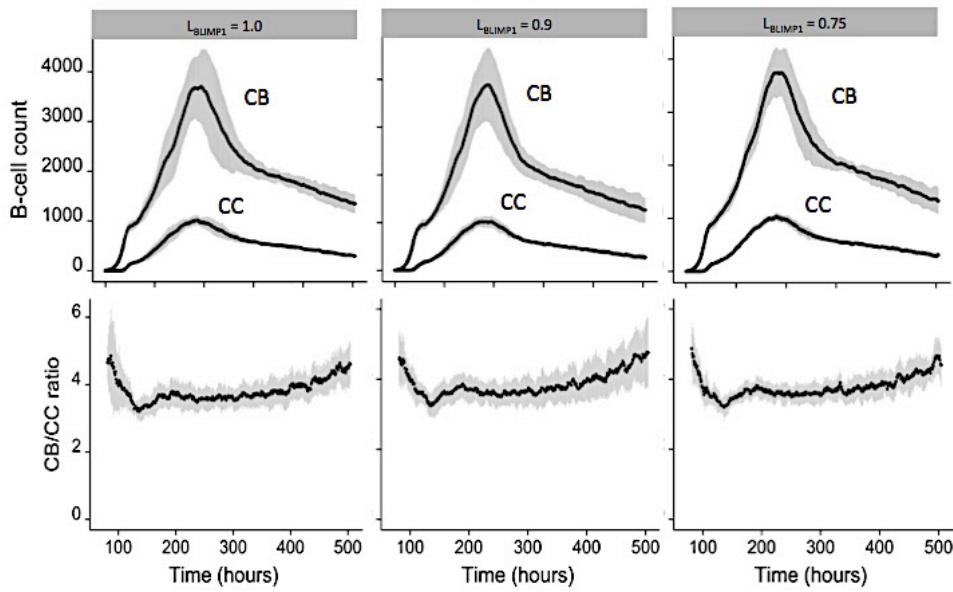 L_BLIMP1 = 1.0
L_BLIMP1 = 0.9
L_BLIMP1 = 0.75
B-cell count
4000
3000
2000
1000
0
CB
CC
CB
CC
CB
CC
CB/CC ratio
6
4
2
0
100 200 300 400 500
100 200 300 400 500
100 200 300 400 500
Time (hours)
Time (hours)
Time (hours)